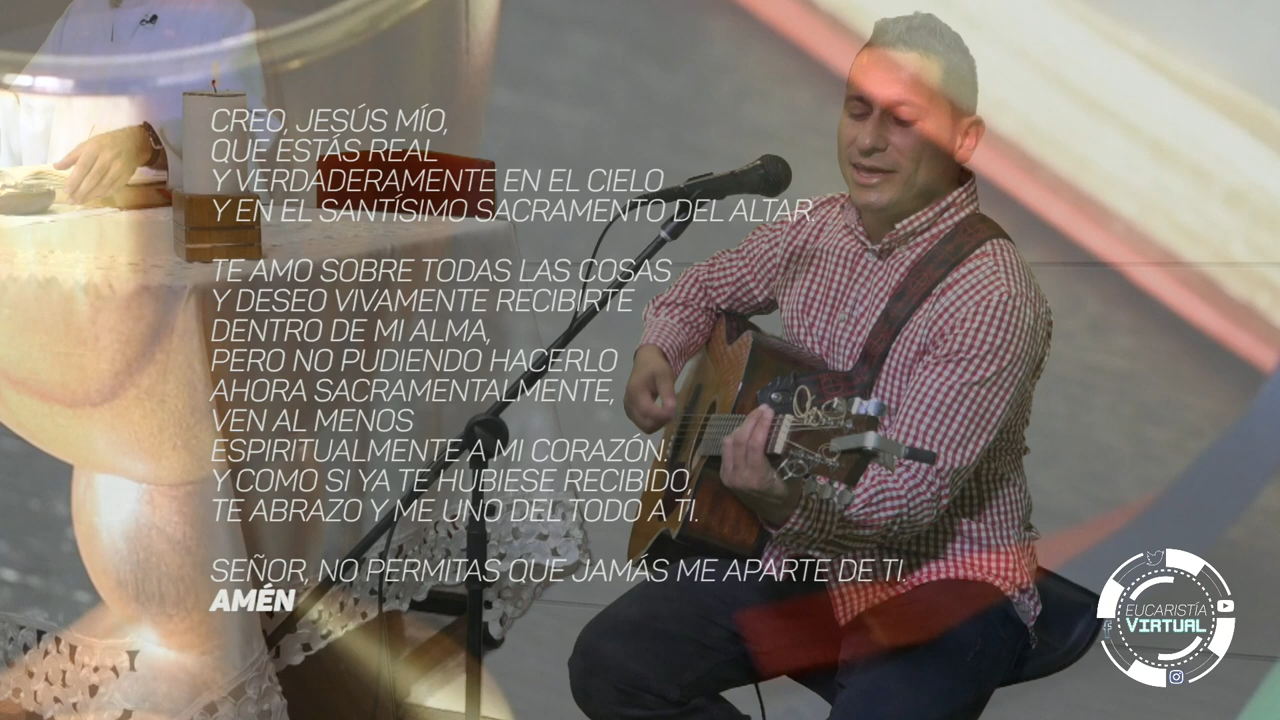 CREO, JESÚS MÍO,
QUE ESTÁS REAL
Y VERDADERAMENTE EN EL CIELO
Y EN EL SANTÍSIMO SACRAMENTO DEL ALTAR.
TE AMO SOBRE TODAS LAS COSAS
Y DESEO VIVAMENTE RECIBIRTE
DENTRO DE MI ALMA,
PERO NO PUDIENDO HACERLO
AHORA SACRAMENTALMENTE,
VEN AL MENOS
ESPIRITUALMENTE A MI CORAZÓN.
Y COMO SI YA TE HUBIESE RECIBIDO,
TE ABRAZO Y ME UNO DEL TODO A TI.
SEÑOR, NO PERMITAS QUE JAMÁS ME APARTE DE TI.
AMÉN
EUCARISTÍA
VIRTUAL